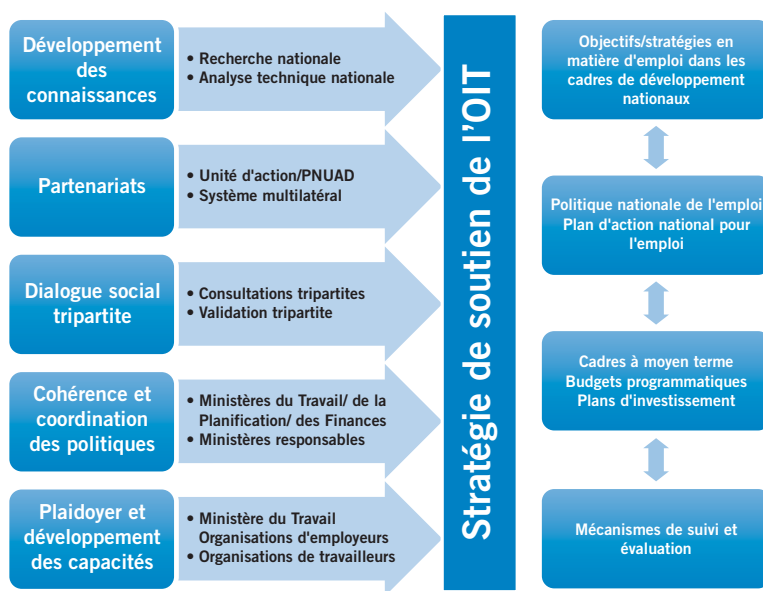 Développement
des
connaissances
• Recherche nationale
• Analyse technique nationale
Partenariats
• Unité d'action/PNUAD
• Système multilatéral
Dialogue social
tripartite
• Consultations tripartites
• Validation tripartite
Cohérence et
coordination
des politiques
• Ministères du Travail/ de la
Planification/ des Finances
• Ministères responsables
Plaidoyer et
développement
des capacités
• Ministère du Travail
Organisations d'employeurs
• Organisations de travailleurs
Stratégie de soutien de l'OIT
Objectifs/stratégies en
matière d'emploi dans les
cadres de développement
nationaux
Politique nationale de l'emploi
Plan d'action national pour
l'emploi
Cadres à moyen terme
Budgets programmatiques
Plans d'investissement
Mécanismes de suivi et
évaluation